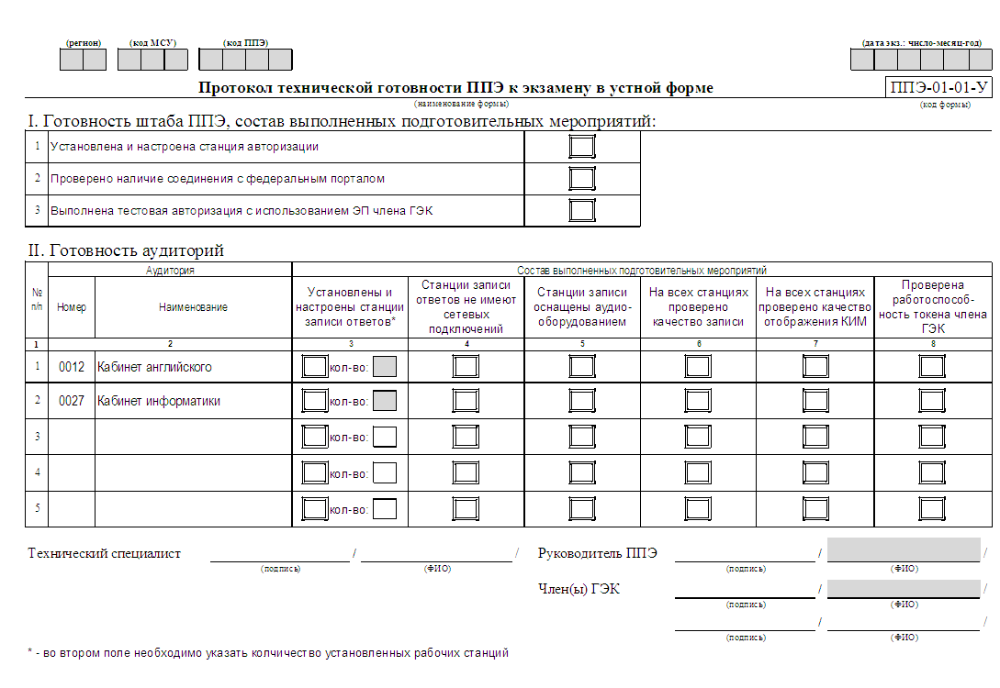 (регион) (код МСУ) (код ППЭ) (дата экз.: число-месяц-год)
Протокол технической готовности ППЭ к экзамену в устной форме ППЭ-01-01-У
(наименование формы) (код формы)
I. Готовность штаба ППЭ, состав выполненных подготовительных мероприятий:
1 Установлена и настроена станция авторизации
2 Проверено наличие соединения с федеральным порталом
3 Выполнена тестовая авторизация с использованием ЭП члена ГЭК
II. Готовность аудиторий
№ п/п
Аудитория
Состав выполненных подготовительных мероприятий
Номер
Наименование
Установлены и
настроены станции
записи ответов*
Станции записи
ответов не имеют
сетевых
подключений
Станции записи
оснащены аудио-
оборудованием
На всех станциях
проверено
качество записи
На всех станциях
проверено качество
отображения КИМ
Проверена
работоспособ-
ность токена члена
ГЭК
1 2 3 4 5 6 7 8
1 0012 Кабинет английского кол-во:
2 0027 Кабинет информатики кол-во:
3 кол-во:
4 кол-во:
5 кол-во:
Технический специалист / / Руководитель ППЭ / /
(подпись) (ФИО) (подпись) (ФИО)
Член(ы) ГЭК / /
(подпись) (ФИО)
/ /
(подпись) (ФИО)
* - во втором поле необходимо указать колчичество установленных рабочих станций